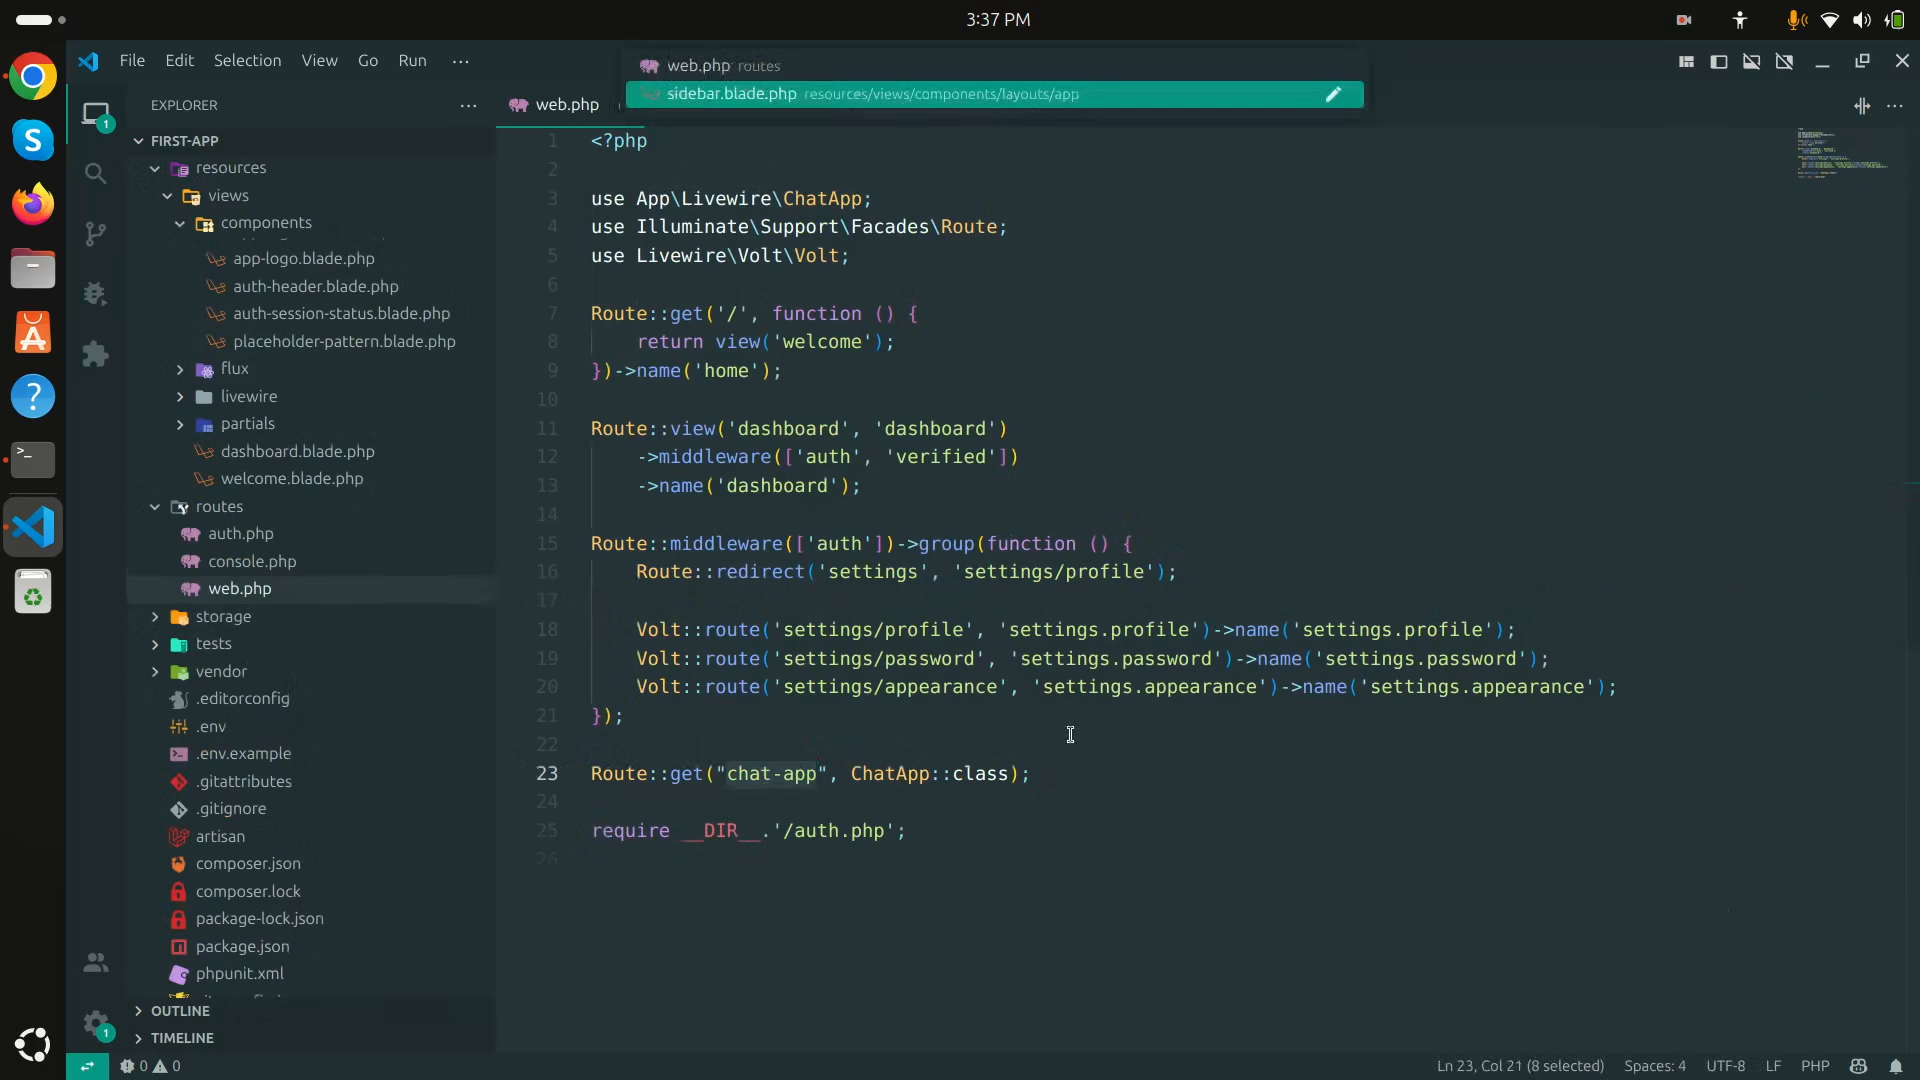 3:37 PM
File Edit Selection View Go Run ...
web.php routes
sidebar.blade.php resources/views/components/layouts/app
EXPLORER ...
web.php
1
FIRST-APP
resources
views
components
app-logo.blade.php
auth-header.blade.php
auth-session-status.blade.php
placeholder-pattern.blade.php
flux
livewire
partials
dashboard.blade.php
welcome.blade.php
routes
auth.php
console.php
web.php
storage
tests
vendor
.editorconfig
.env
.env.example
.gitattributes
.gitignore
artisan
composer.json
composer.lock
package-lock.json
package.json
phpunit.xml
OUTLINE
TIMELINE
1
1 <?php
2
3 use App\Livewire\ChatApp;
4 use Illuminate\Support\Facades\Route;
5 use Livewire\Volt\Volt;
6
7 Route::get('/', function () {
8     return view('welcome');
9 })->name('home');
10
11 Route::view('dashboard', 'dashboard')
12     ->middleware(['auth', 'verified'])
13     ->name('dashboard');
14
15 Route::middleware(['auth'])->group(function () {
16     Route::redirect('settings', 'settings/profile');
17
18     Volt::route('settings/profile', 'settings.profile')->name('settings.profile');
19     Volt::route('settings/password', 'settings.password')->name('settings.password');
20     Volt::route('settings/appearance', 'settings.appearance')->name('settings.appearance');
21 });
22
23 Route::get("chat-app", ChatApp::class);
24
25 require __DIR__.'/auth.php';
26
0 0
Ln 23, Col 21 (8 selected) Spaces: 4 UTF-8 LF PHP